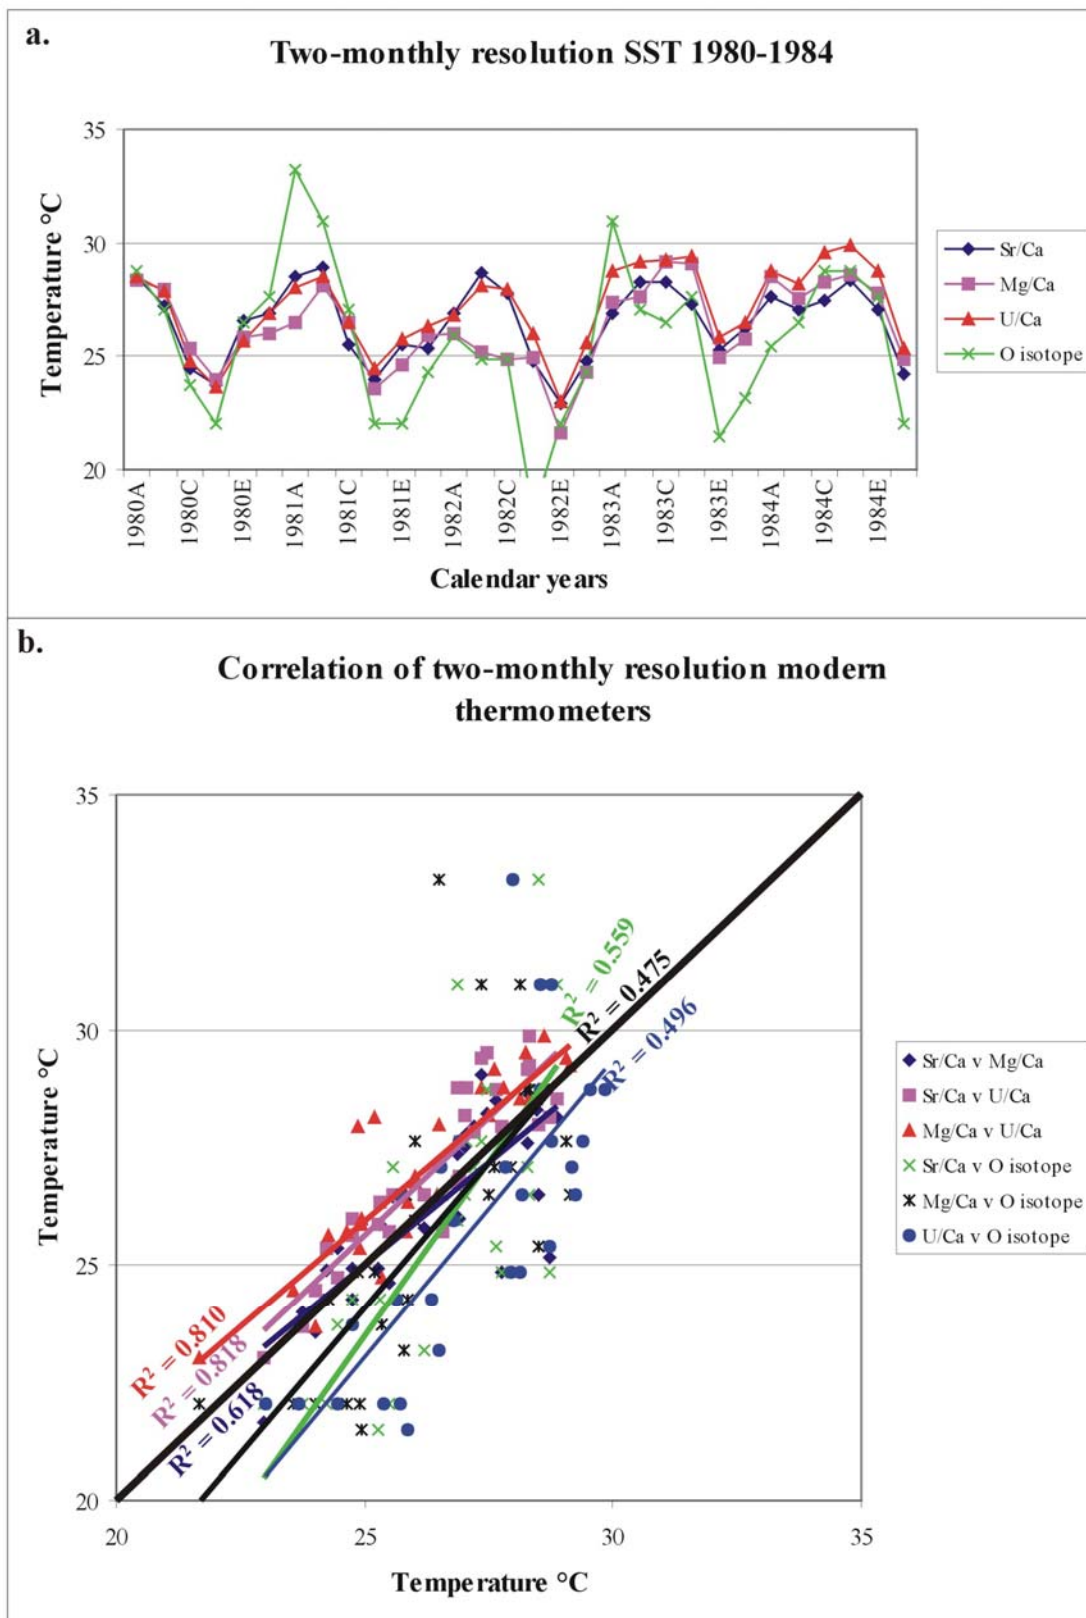 a.
Two-monthly resolution SST 1980-1984
35
30
25
20
Temperature °C
1980A
1980C
1980E
1981A
1981C
1981E
1982A
1982C
1982E
1983A
1983C
1983E
1984A
1984C
1984E
Calendar years
Sr/Ca
Mg/Ca
U/Ca
O isotope
b.
Correlation of two-monthly resolution modern
thermometers
35
30
25
20
Temperature °C
R² = 0.559
R² = 0.475
R² = 0.496
R² = 0.810
R² = 0.818
R² = 0.618
20
25
30
35
Temperature °C
Sr/Ca v Mg/Ca
Sr/Ca v U/Ca
Mg/Ca v U/Ca
Sr/Ca v O isotope
Mg/Ca v O isotope
U/Ca v O isotope